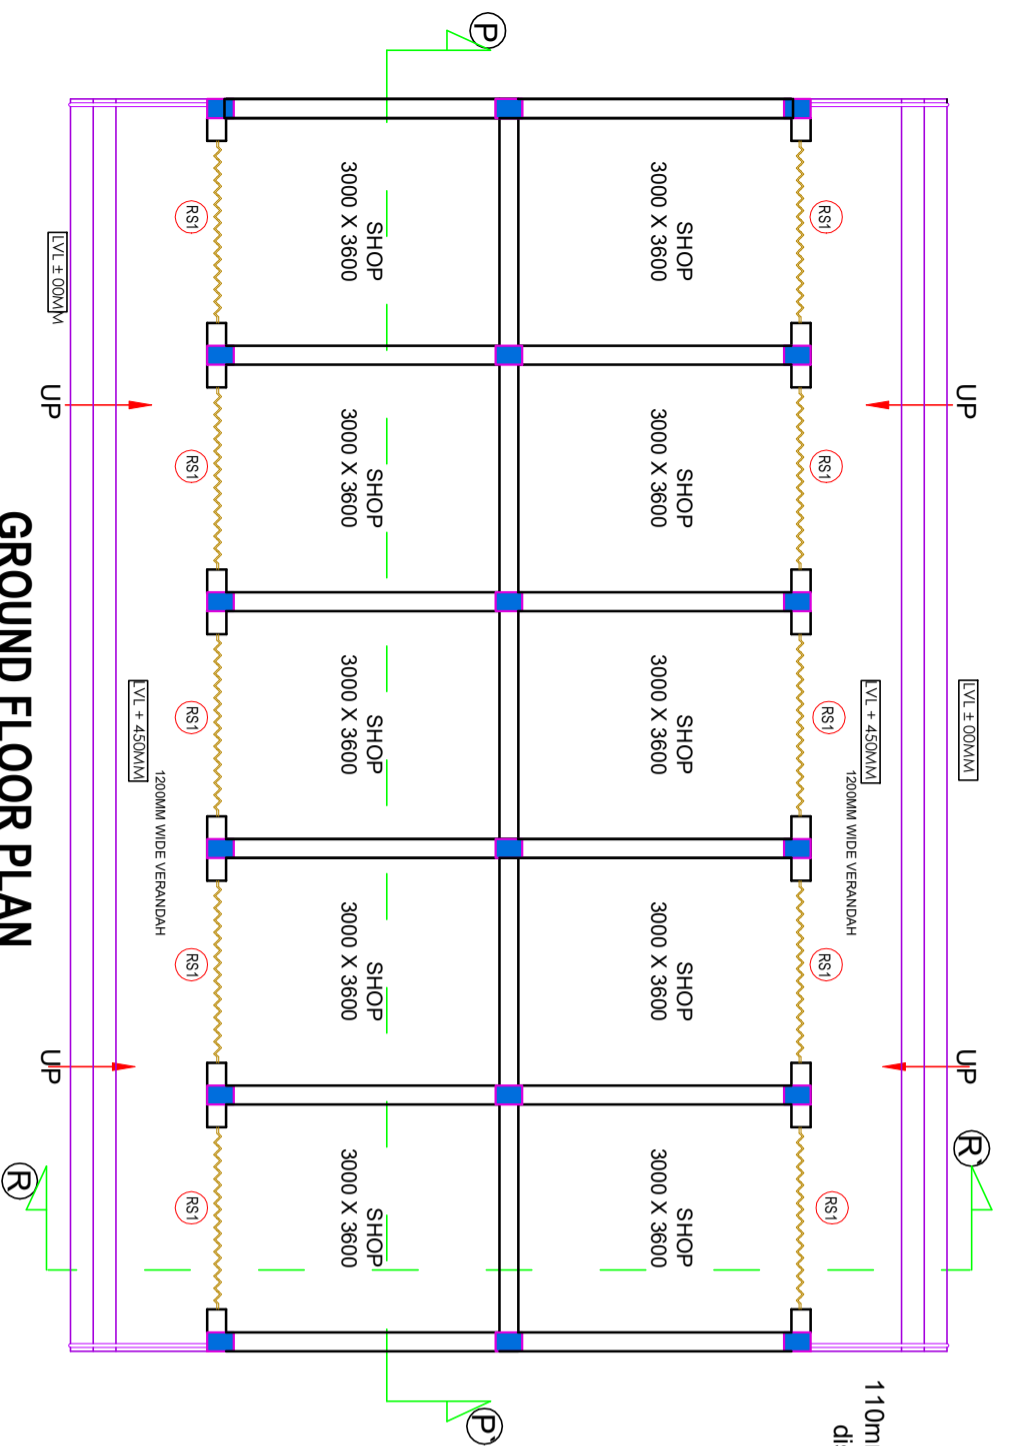 R`
UP
UP
LVL ± 00MM
LVL + 450MM
1200MM WIDE VERANDAH
RS1
RS1
RS1
RS1
RS1
SHOP
3000 X 3600
SHOP
3000 X 3600
SHOP
3000 X 3600
SHOP
3000 X 3600
SHOP
3000 X 3600
P
P`
SHOP
3000 X 3600
SHOP
3000 X 3600
SHOP
3000 X 3600
SHOP
3000 X 3600
SHOP
3000 X 3600
RS1
RS1
RS1
RS1
RS1
1200MM WIDE VERANDAH
LVL + 450MM
LVL ± 00MM
UP
UP
R
GROUND FLOOR PLAN